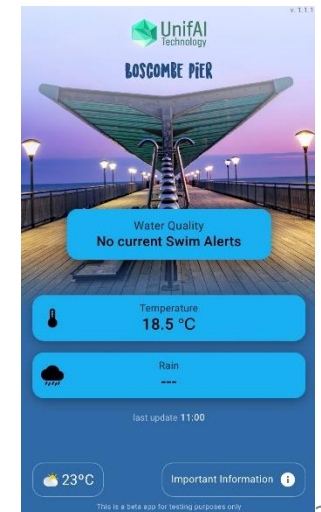 v. 1.1.1
UnifAI
Technology
BOSCOMBE PiER
Water Quality
No current Swim Alerts
Temperature
18.5 °C
Rain
---
last update 11:00
23ºC
Important Information i
This is a beta app for testing purposes only